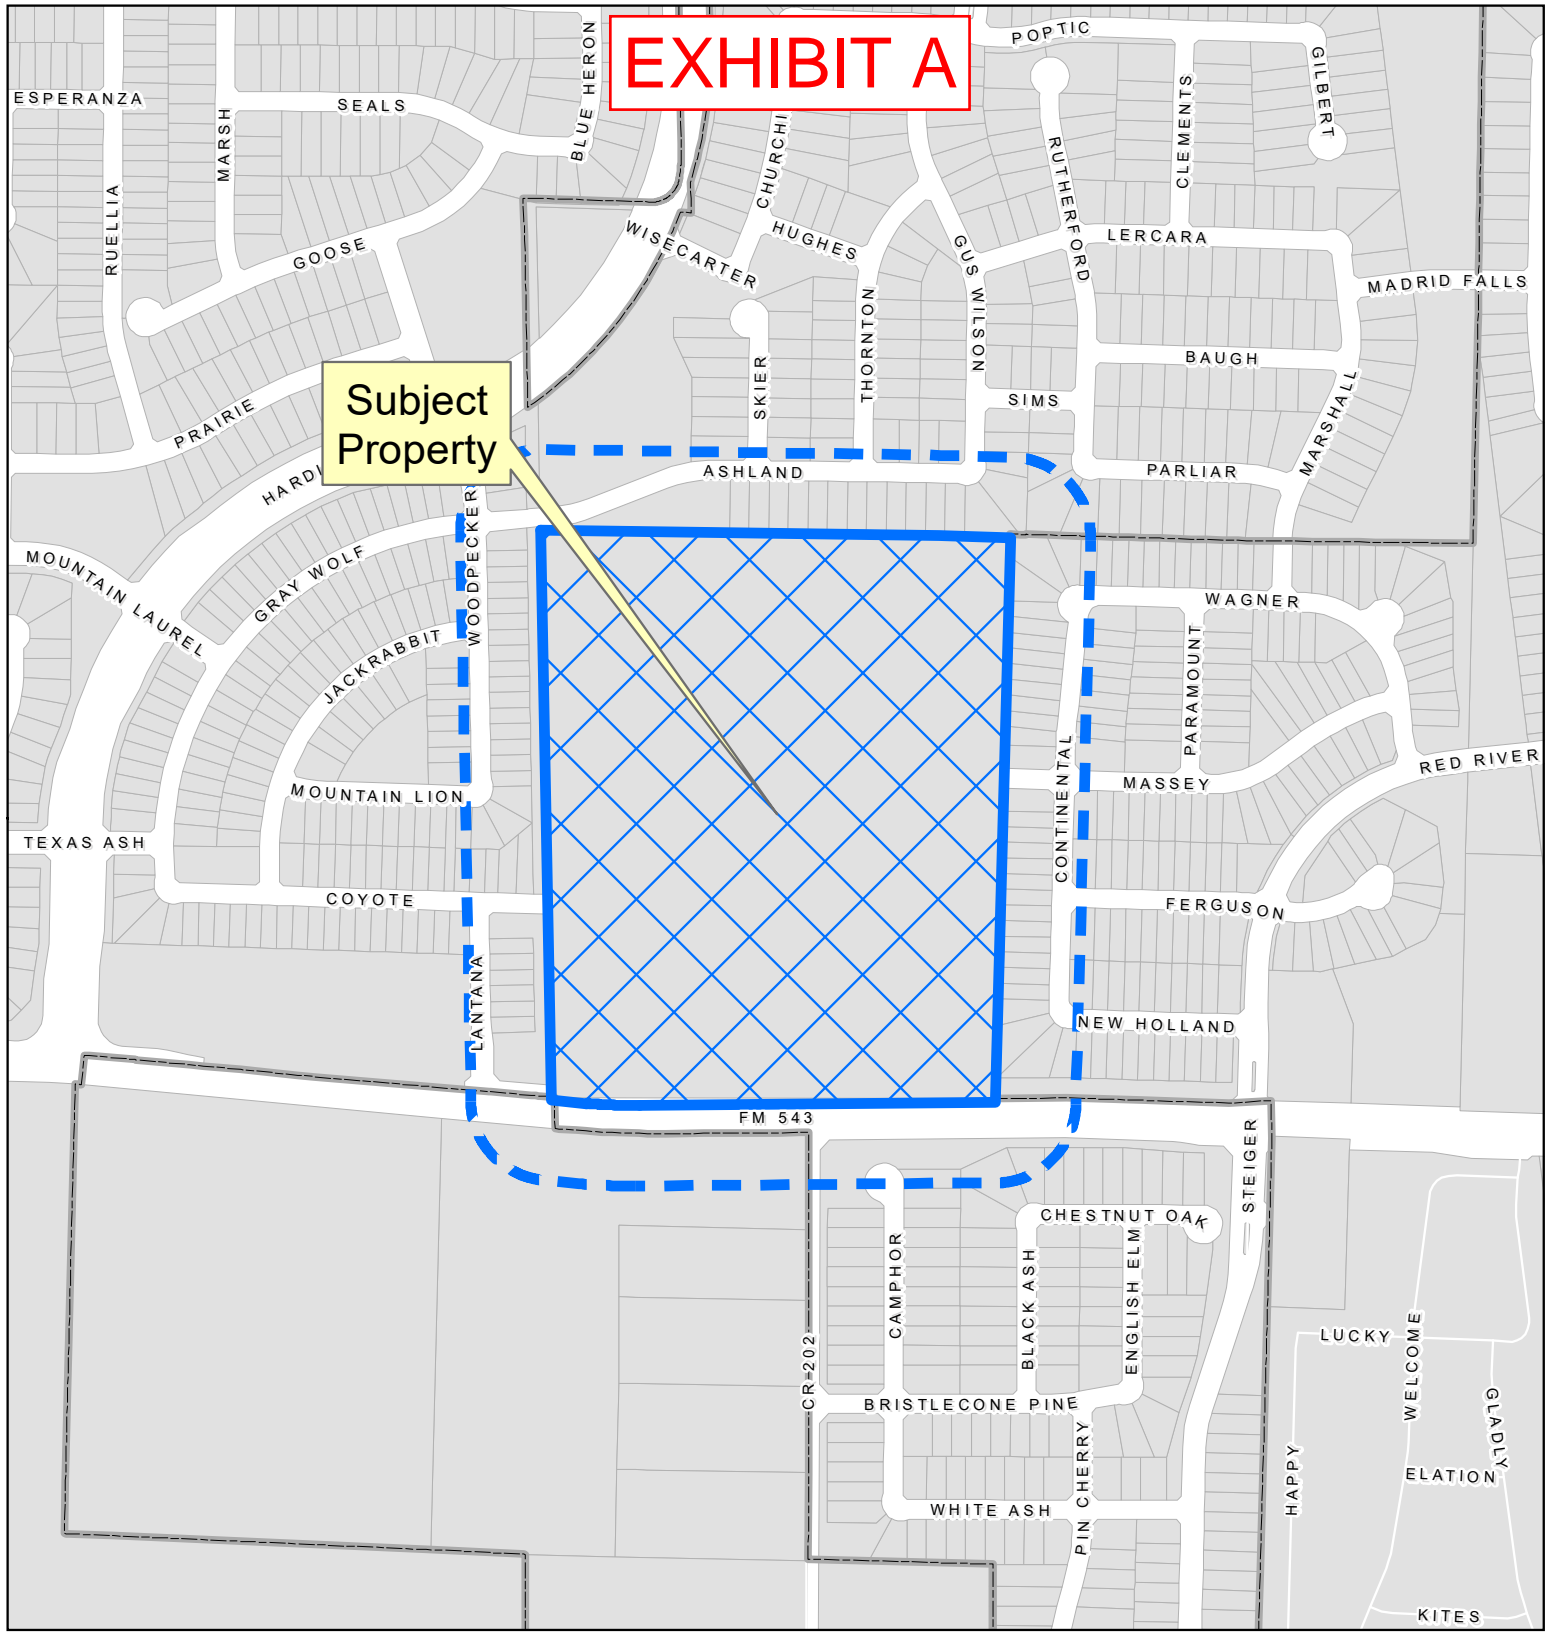 EXHIBIT A
POPTIC
GILBERT
BLUE HERON
ESPERANZA
SEALS
MARSH
CLEMENTS
CHURCHI
RUTHERFORD
RUELLIA
GOOSE
WISECARTER
HUGHES
GUS WILSON
LERCARA
MADRID FALLS
THORNTON
SKIER
BAUGH
SIMS
MARSHALL
Subject
Property
PRAIRIE
HARDI
ASHLAND
PARLIAR
WOODPECKER
GRAY WOLF
MOUNTAIN LAUREL
JACKRABBIT
WAGNER
PARAMOUNT
CONTINENTAL
MASSEY
RED RIVER
MOUNTAIN LION
TEXAS ASH
COYOTE
FERGUSON
LANTANA
NEW HOLLAND
FM 543
STEIGER
CHESTNUT OAK
CAMPHOR
BLACK ASH
ENGLISH ELM
CR 202
LUCKY
WELCOME
GLADLY
BRISTLECONE PINE
PIN CHERRY
HAPPY
ELATION
WHITE ASH
KITES